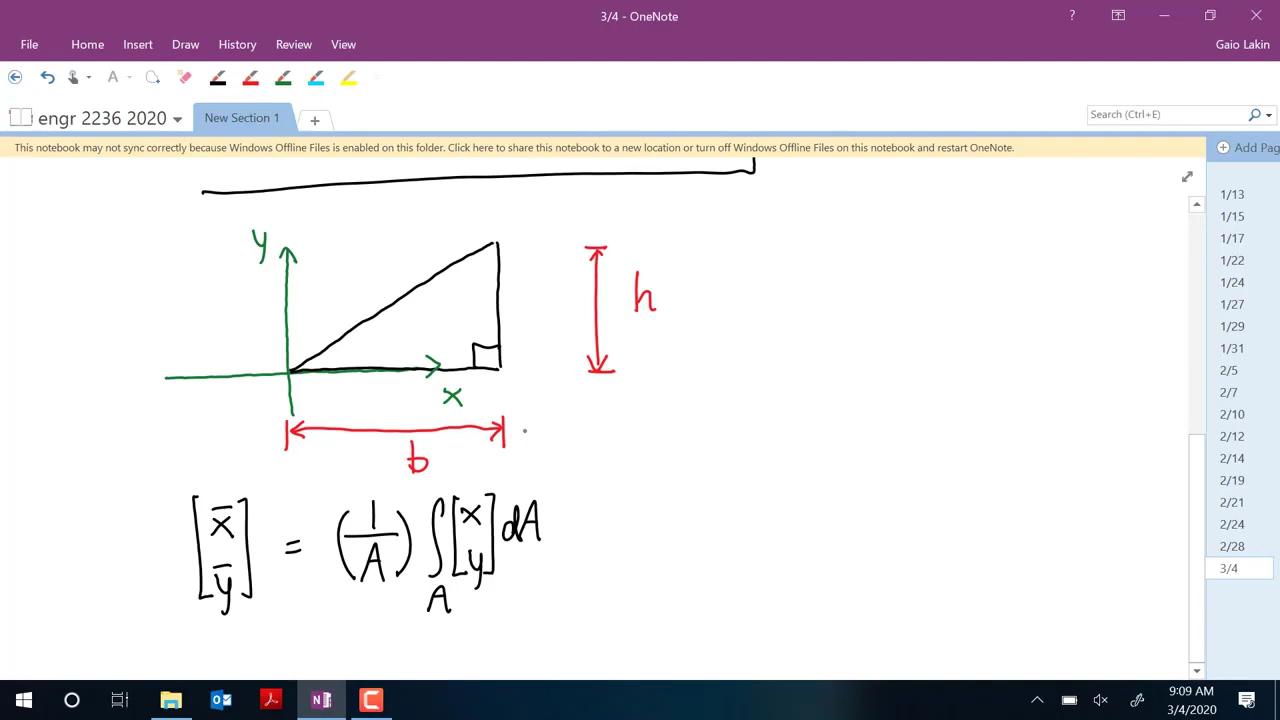 3/4 - OneNote
?
File Home Insert Draw History Review View
Gaio Lakin
A
engr 2236 2020
New Section 1
+
Search (Ctrl+E)
This notebook may not sync correctly because Windows Offline Files is enabled on this folder. Click here to share this notebook to a new location or turn off Windows Offline Files on this notebook and restart OneNote.
Add Pag
1/13
1/15
1/17
1/22
1/24
1/27
1/29
1/31
2/5
2/7
2/10
2/12
2/14
2/19
2/21
2/24
2/28
3/4
y
h
x
b
[x̄ ȳ] = (1/A) ∫_A [x y] dA
N
9:09 AM
3/4/2020